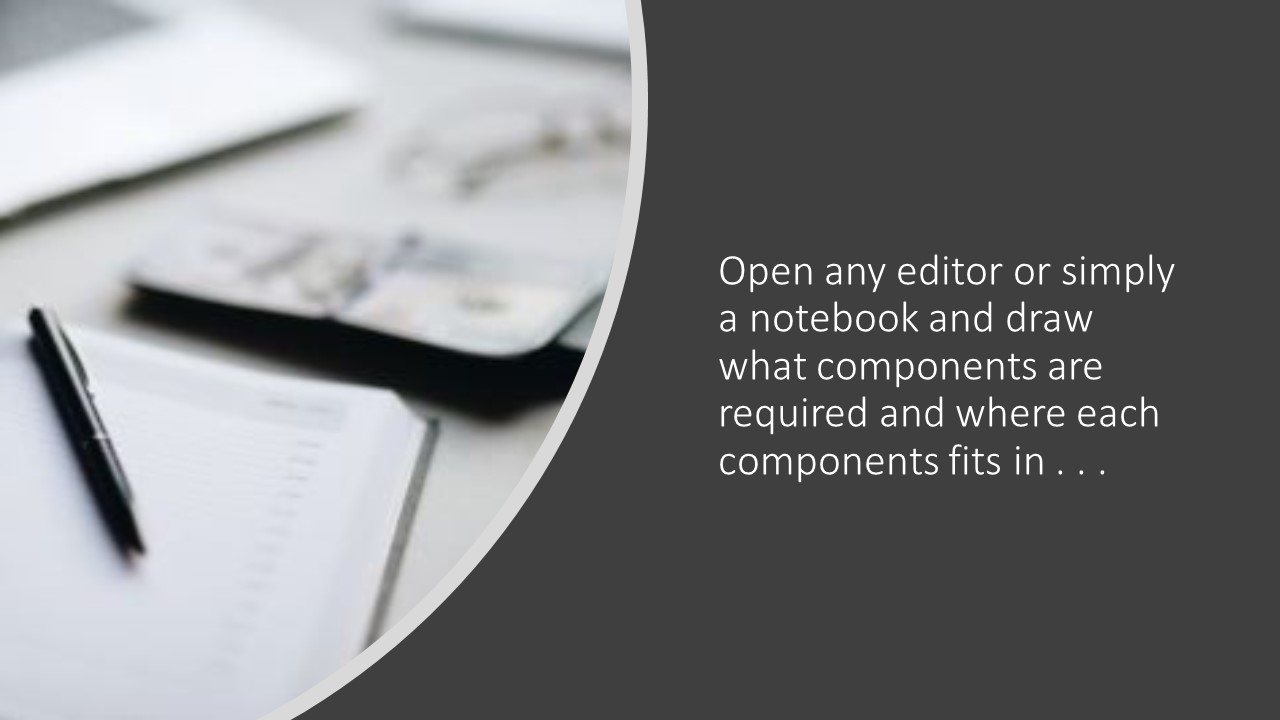 Open any editor or simply
a notebook and draw
what components are
required and where each
components fits in . . .